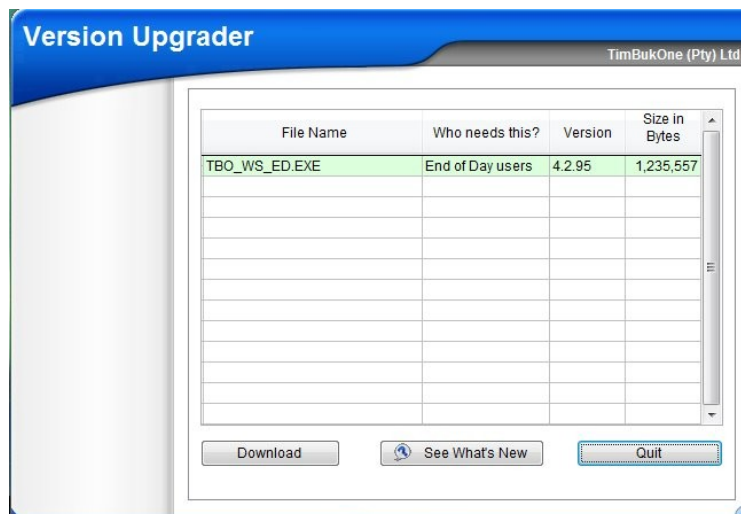 Version Upgrader
TimBukOne (Pty) Ltd
File Name Who needs this? Version Size in Bytes
TBO_WS_ED.EXE End of Day users 4.2.95 1,235,557
Download See What's New Quit